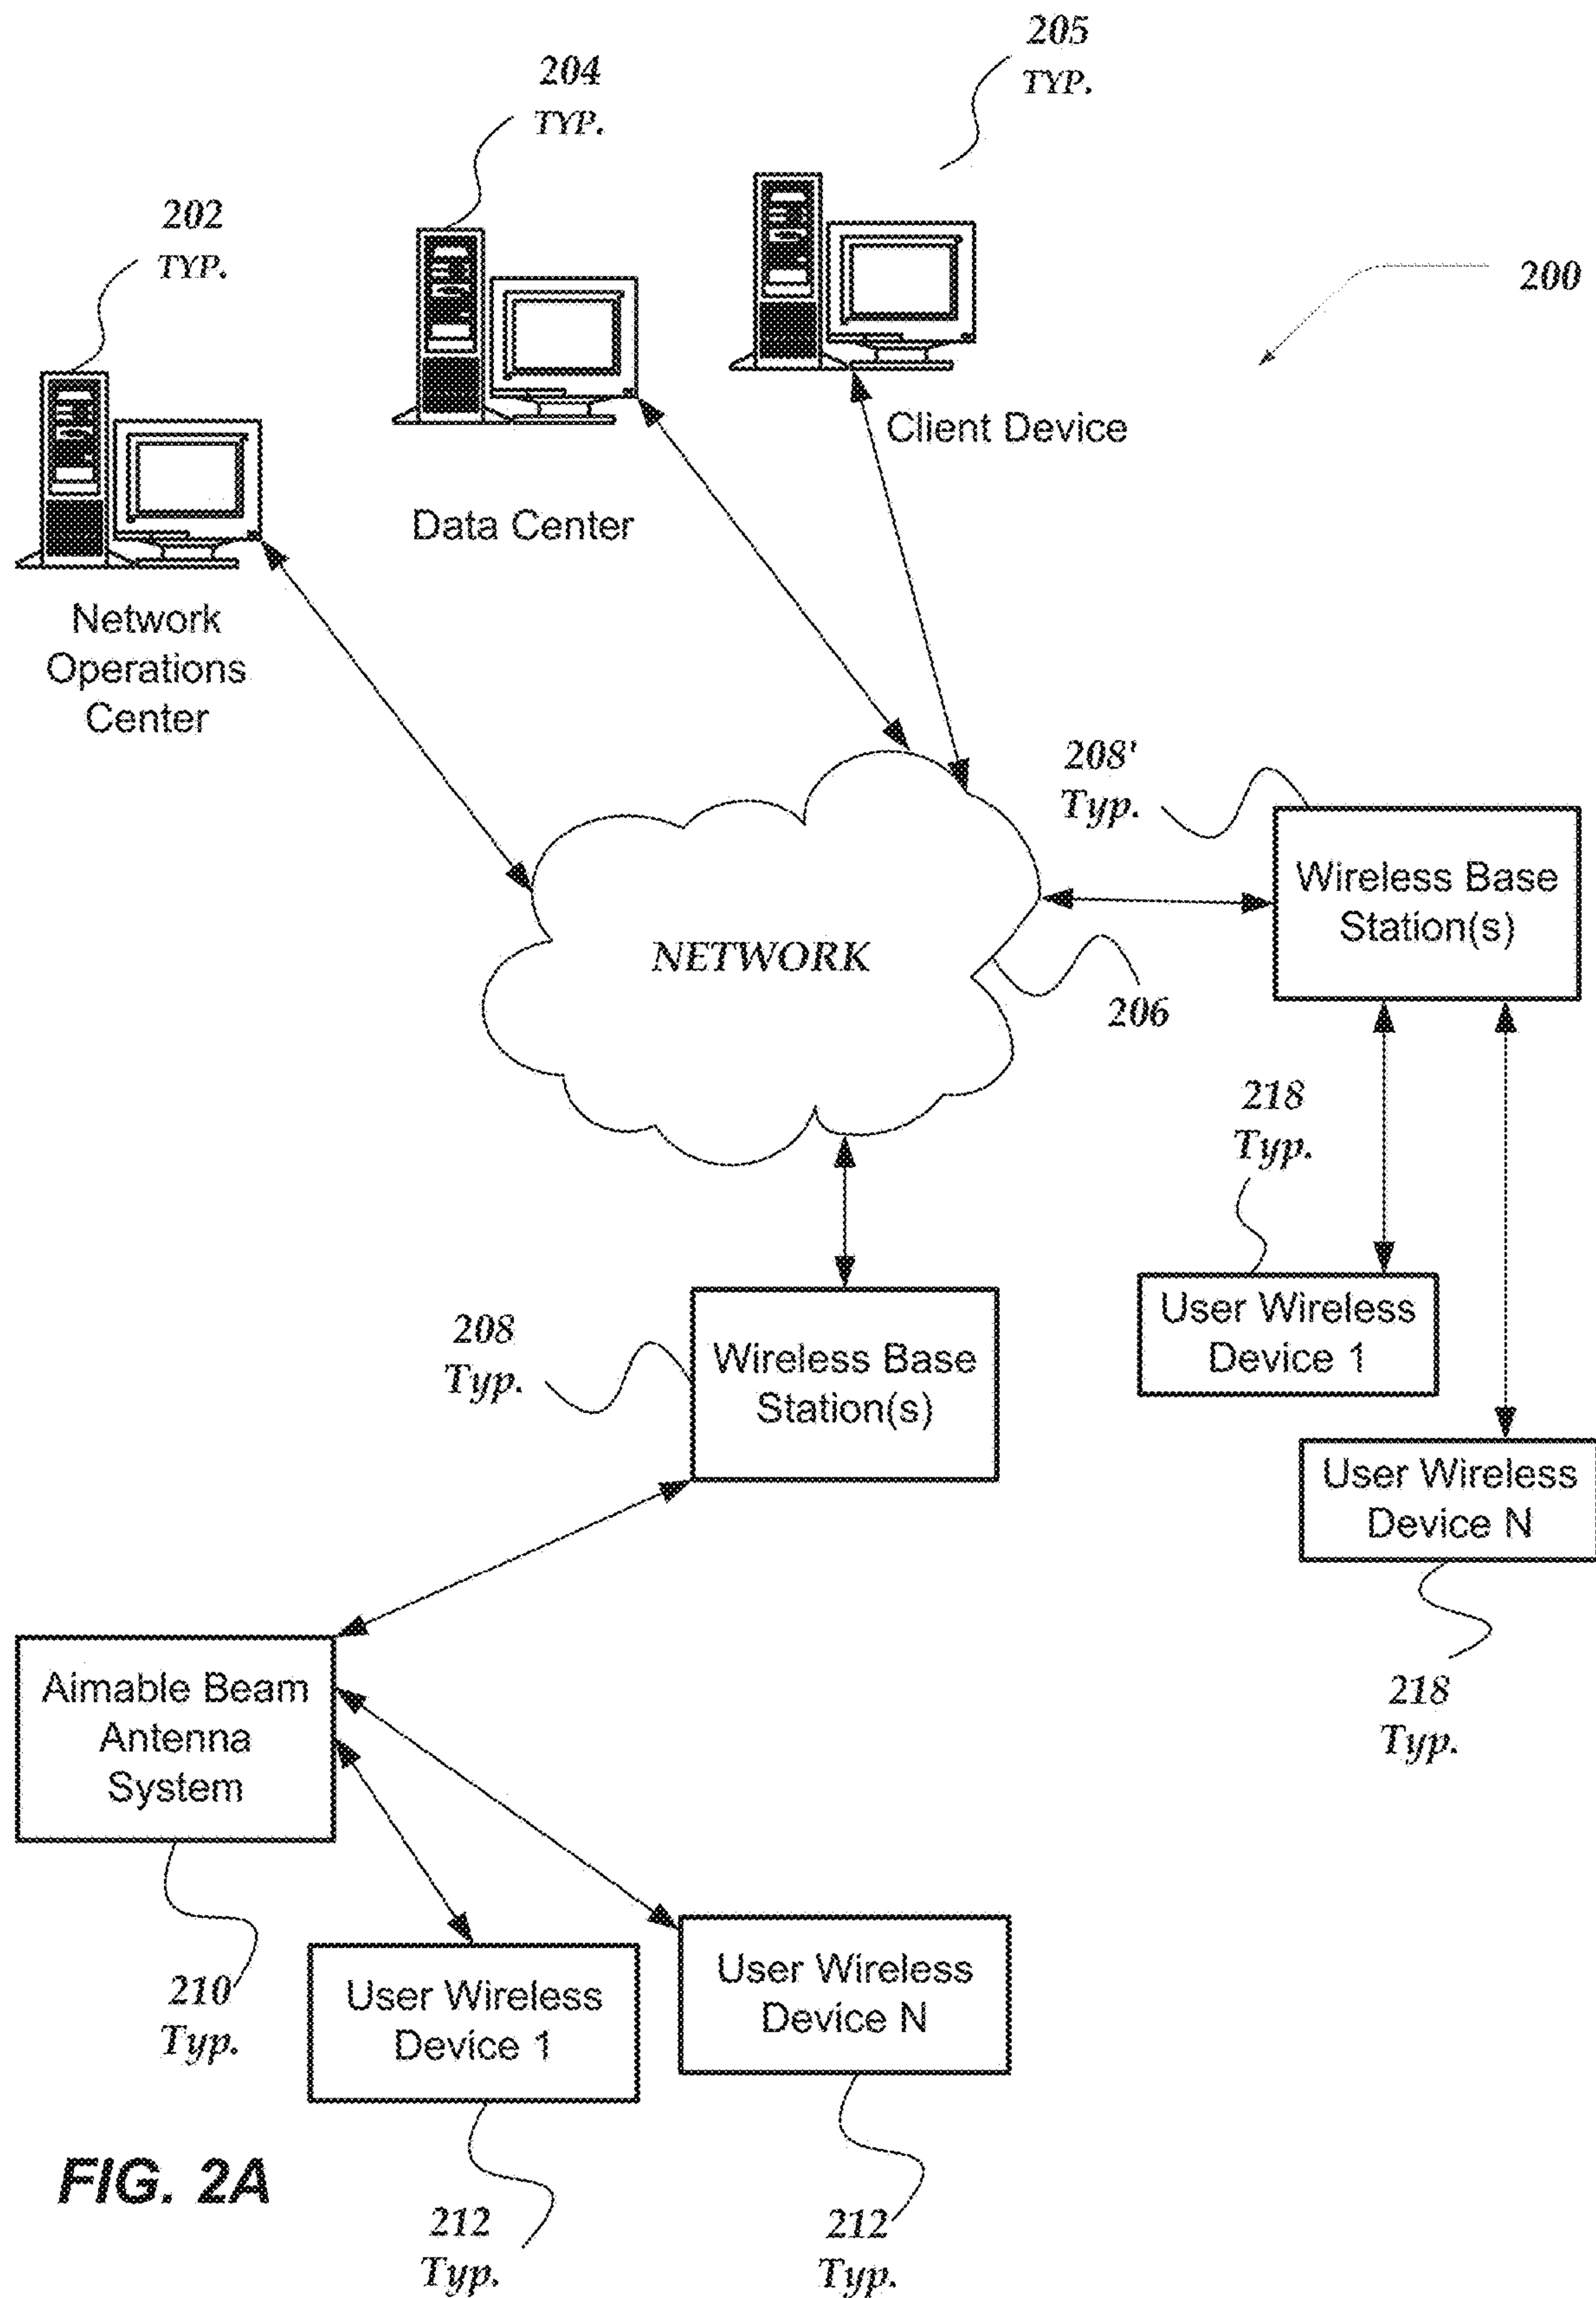 205
TYP.
204
TYP.
202
TYP.
200
Client Device
Data Center
Network
Operations
Center
208'
Typ.
Wireless Base
Station(s)
NETWORK
206
218
Typ.
User Wireless
Device 1
208
Typ.
Wireless Base
Station(s)
User Wireless
Device N
218
Typ.
Aimable Beam
Antenna
System
210
Typ.
User Wireless
Device 1
User Wireless
Device N
FIG. 2A
212
Typ.
212
Typ.